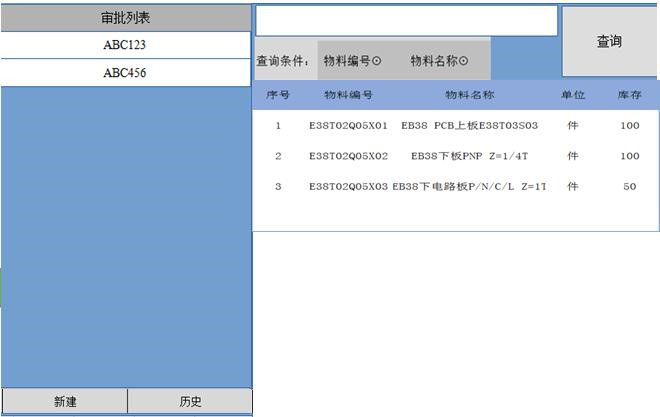 审批列表
ABC123
ABC456
新建 历史
查询
查询条件： 物料编号⊙ 物料名称⊙
序号 物料编号 物料名称 单位 库存
1 E38T02Q05X01 EB38 PCB上板E38T03S03 件 100
2 E38T02Q05X02 EB38下板PNP Z=1/4T 件 100
3 E38T02Q05X03 EB38下电路板P/N/C/L Z=1T 件 50